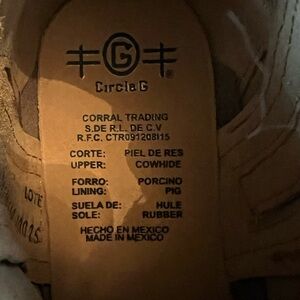 G
®
Circle G
CORRAL TRADING
S.DE R.L. DE C.V
R.F.C. CTR091208I15
CORTE: PIEL DE RES
UPPER: COWHIDE
FORRO: PORCINO
LINING: PIG
SUELA DE: HULE
SOLE: RUBBER
HECHO EN MEXICO
MADE IN MEXICO
LOTE